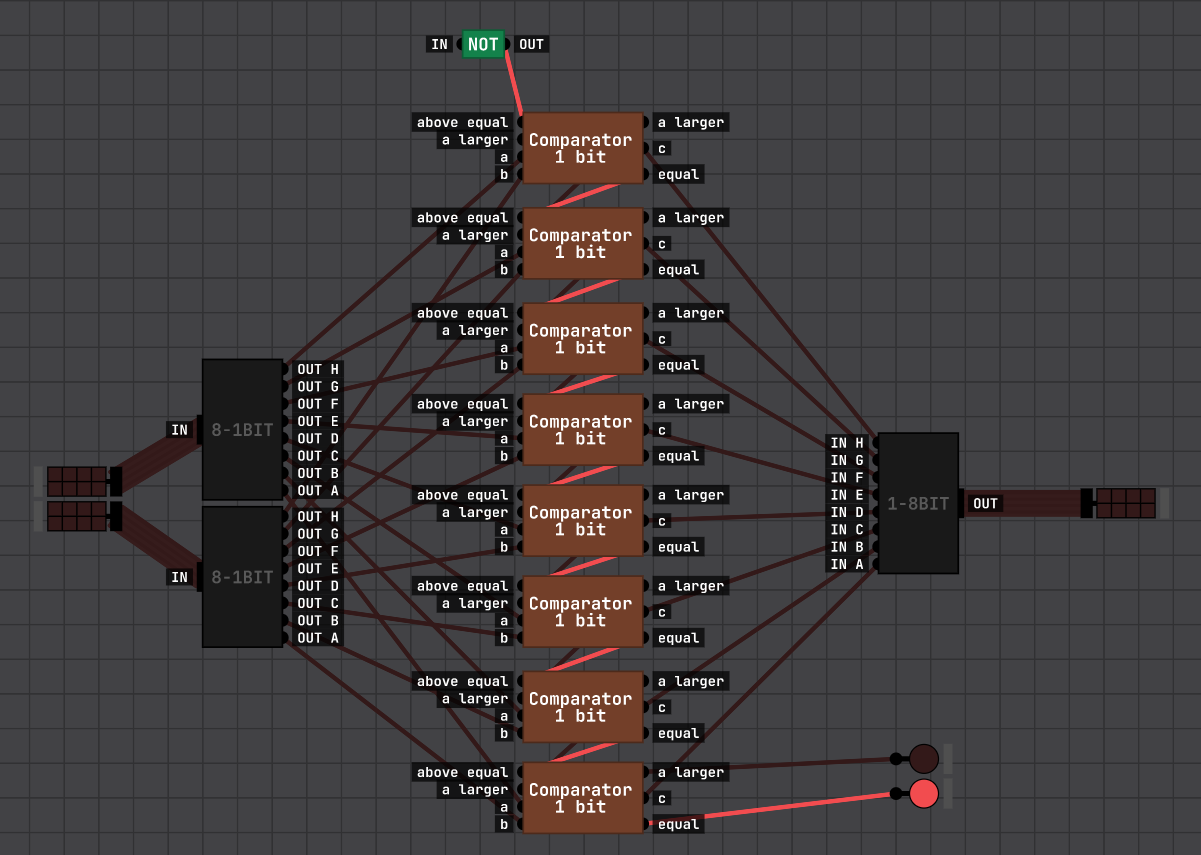 IN NOT OUT
above equal
a larger
a
b
Comparator
1 bit
a larger
c
equal
above equal
a larger
a
b
Comparator
1 bit
a larger
c
equal
above equal
a larger
a
b
Comparator
1 bit
a larger
c
equal
above equal
a larger
a
b
Comparator
1 bit
a larger
c
equal
above equal
a larger
a
b
Comparator
1 bit
a larger
c
equal
above equal
a larger
a
b
Comparator
1 bit
a larger
c
equal
above equal
a larger
a
b
Comparator
1 bit
a larger
c
equal
above equal
a larger
a
b
Comparator
1 bit
a larger
c
equal
IN
8-1BIT
OUT H
OUT G
OUT F
OUT E
OUT D
OUT C
OUT B
OUT A
IN
8-1BIT
OUT H
OUT G
OUT F
OUT E
OUT D
OUT C
OUT B
OUT A
IN H
IN G
IN F
IN E
IN D
IN C
IN B
IN A
1-8BIT
OUT